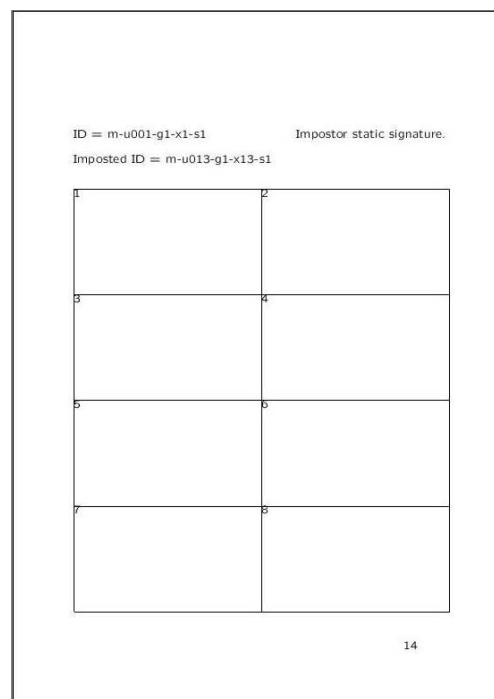 ID = m-u001-g1-x1-s1 Impostor static signature.
Imposted ID = m-u013-g1-x13-s1
1 2
3 4
5 6
7 8
14